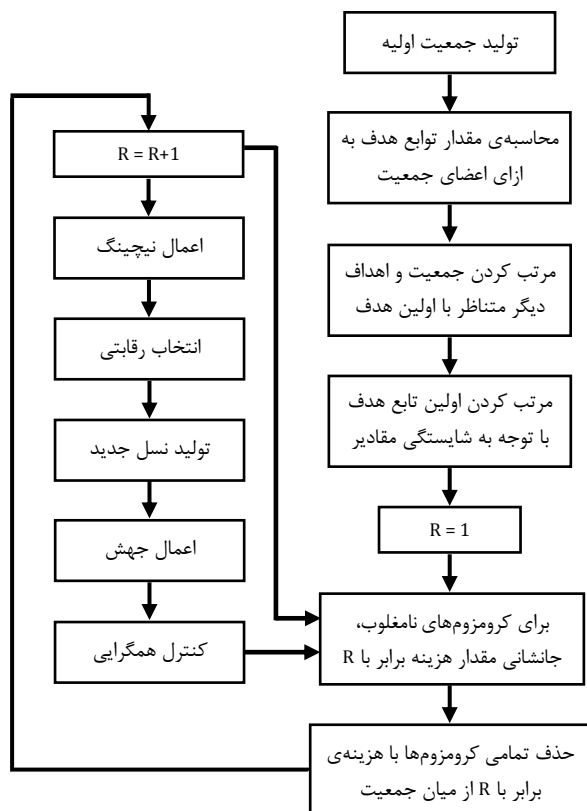 تولید جمعیت اولیه
محاسبه‌ی مقدار توابع هدف به
ازای اعضای جمعیت
مرتب کردن جمعیت و اهداف
دیگر متناظر با اولین هدف
مرتب کردن اولین تابع هدف
با توجه به شایستگی مقادیر
R = 1
برای کرومزوم‌های نامغلوب،
جانشانی مقدار هزینه برابر با R
حذف تمامی کرومزوم‌ها با هزینه‌ی
برابر با R از میان جمعیت
R = R+1
اعمال نیچینگ
انتخاب رقابتی
تولید نسل جدید
اعمال جهش
کنترل همگرایی